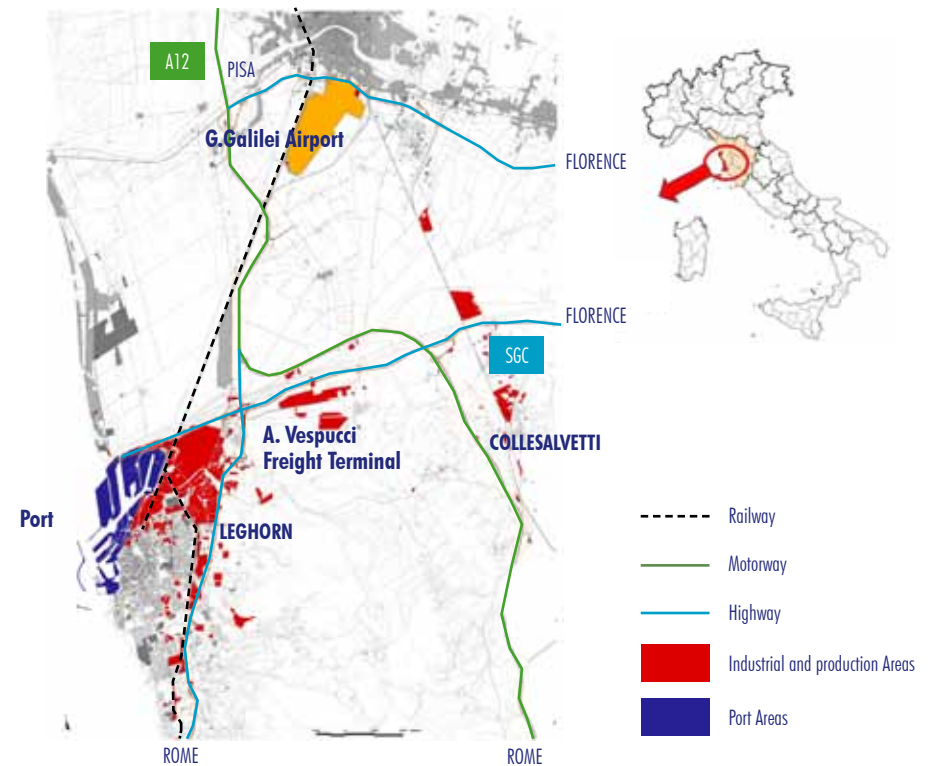 A12
PISA
G.Galilei Airport
FLORENCE
FLORENCE
SGC
A. Vespucci
Freight Terminal
COLLESALVETTI
Port
LEGHORN
Railway
Motorway
Highway
Industrial and production Areas
Port Areas
ROME
ROME